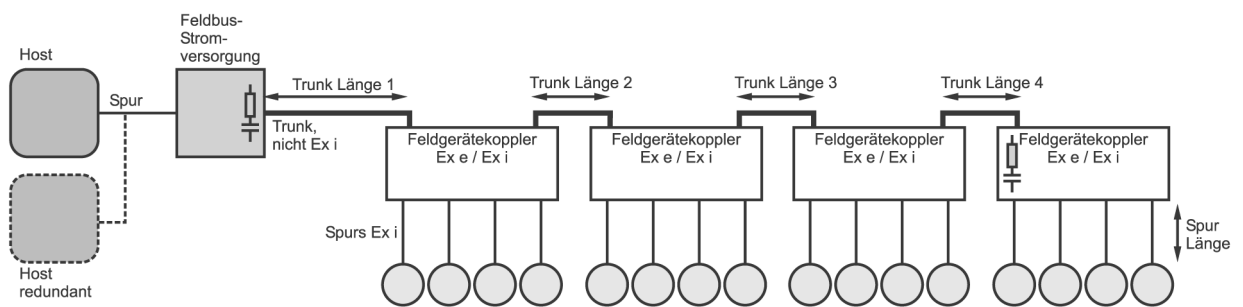 Feldbus-
Strom-
versorgung
Host
Spur
Trunk Länge 1
Trunk Länge 2
Trunk Länge 3
Trunk Länge 4
Trunk,
nicht Ex i
Feldgerätekoppler
Ex e / Ex i
Feldgerätekoppler
Ex e / Ex i
Feldgerätekoppler
Ex e / Ex i
Feldgerätekoppler
Ex e / Ex i
Spurs Ex i
Spur
Länge
Host
redundant